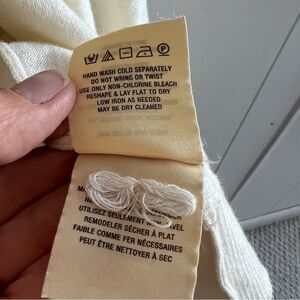 HAND WASH COLD SEPARATELY
DO NOT WRING OR TWIST
USE ONLY NON-CHLORINE BLEACH
RESHAPE & LAY FLAT TO DRY
LOW IRON AS NEEDED
MAY BE DRY CLEANED
UTILISEZ SEULEMENT
REMODELER SÉCHER À PLAT
FAIBLE COMME FER NÉCESSAIRES
PEUT ÊTRE NETTOYER À SEC